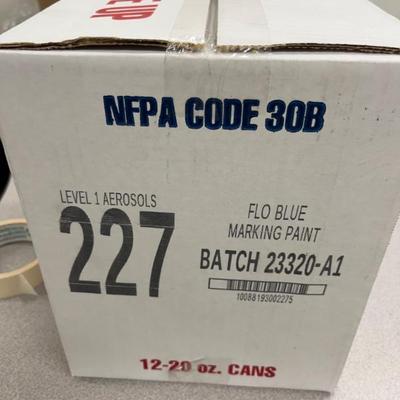 E UP
NFPA CODE 30B
LEVEL 1 AEROSOLS
227
FLO BLUE
MARKING PAINT
BATCH 23320-A1
10088193002275
12-20 oz. CANS